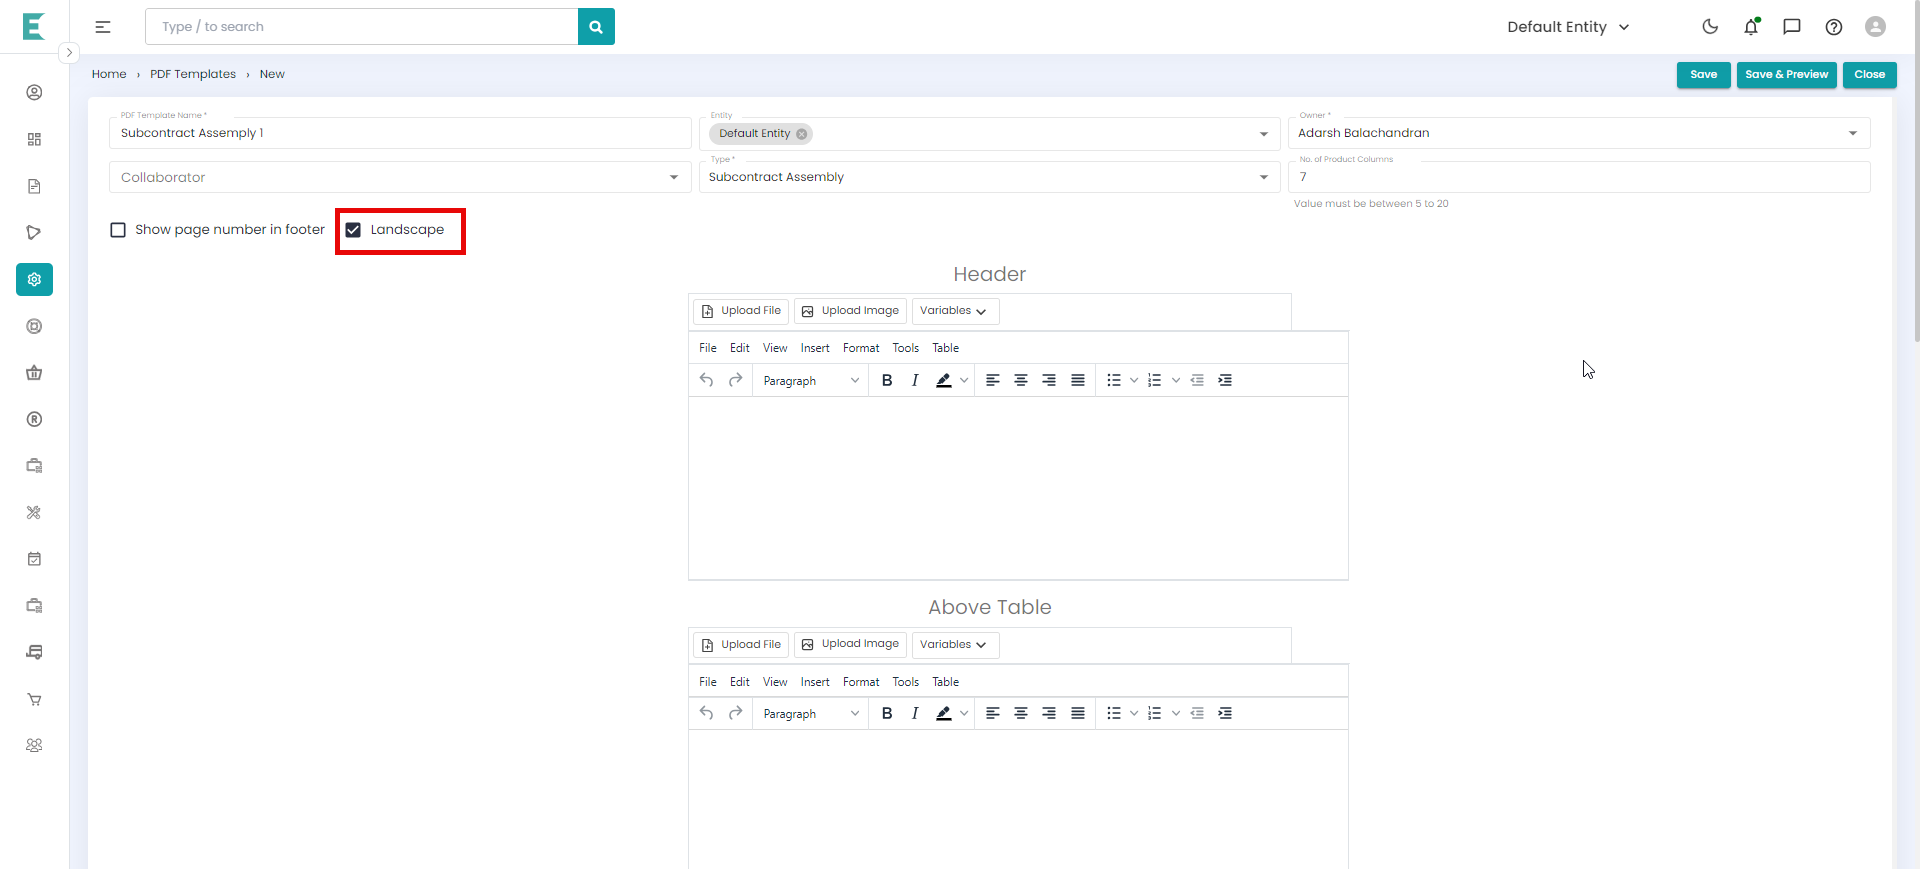 Type / to search
Default Entity
Home › PDF Templates › New
Save
Save & Preview
Close
PDF Template Name *
Subcontract Assemply 1
Entity
Default Entity
Owner *
Adarsh Balachandran
Collaborator
Type *
Subcontract Assembly
No. of Product Columns
7
Value must be between 5 to 20
Show page number in footer
Landscape
Header
Upload File
Upload Image
Variables
File Edit View Insert Format Tools Table
Paragraph B I
Above Table
Upload File
Upload Image
Variables
File Edit View Insert Format Tools Table
Paragraph B I